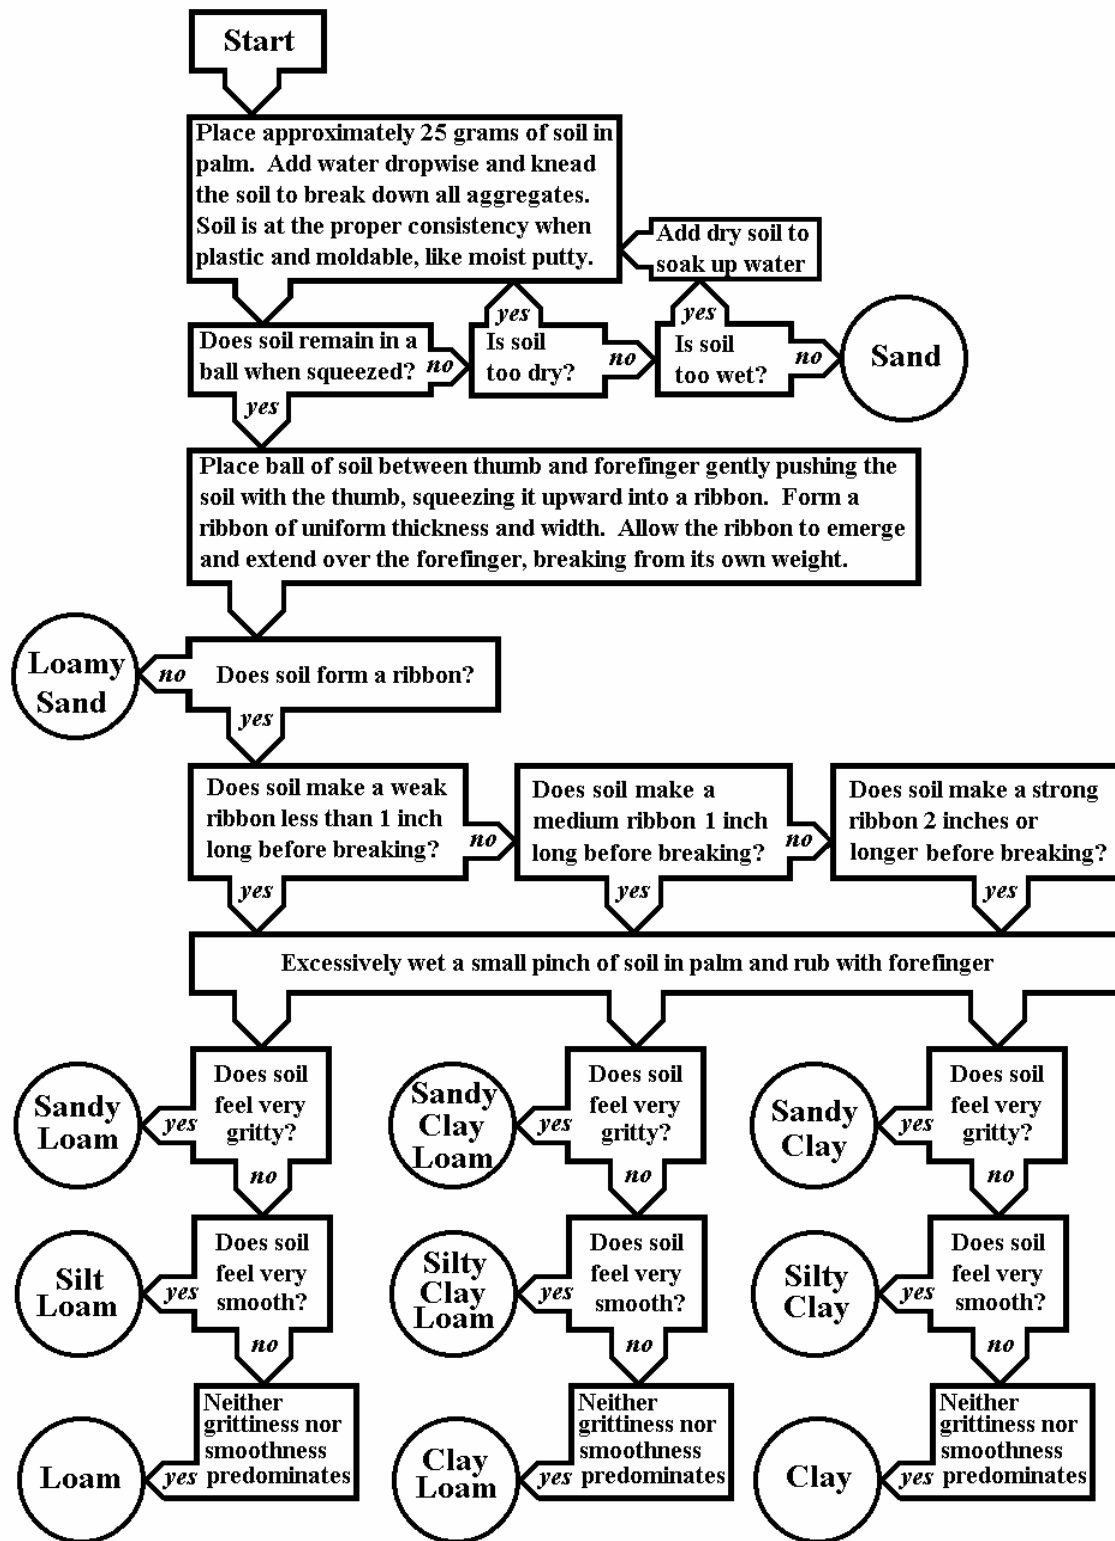 Start
Place approximately 25 grams of soil in
palm. Add water dropwise and knead
the soil to break down all aggregates.
Soil is at the proper consistency when
plastic and moldable, like moist putty.
Add dry soil to
soak up water
yes
yes
Does soil remain in a
ball when squeezed?
no
Is soil
too dry?
no
Is soil
too wet?
no
Sand
yes
Place ball of soil between thumb and forefinger gently pushing the
soil with the thumb, squeezing it upward into a ribbon. Form a
ribbon of uniform thickness and width. Allow the ribbon to emerge
and extend over the forefinger, breaking from its own weight.
Loamy
Sand
no
Does soil form a ribbon?
yes
Does soil make a weak
ribbon less than 1 inch
long before breaking?
no
Does soil make a
medium ribbon 1 inch
long before breaking?
no
Does soil make a strong
ribbon 2 inches or
longer before breaking?
yes
yes
yes
Excessively wet a small pinch of soil in palm and rub with forefinger
Sandy
Loam
yes
Does soil
feel very
gritty?
no
Sandy
Clay
Loam
yes
Does soil
feel very
gritty?
no
Sandy
Clay
yes
Does soil
feel very
gritty?
no
Silt
Loam
yes
Does soil
feel very
smooth?
no
Silty
Clay
Loam
yes
Does soil
feel very
smooth?
no
Silty
Clay
yes
Does soil
feel very
smooth?
no
Loam
yes
Neither
grittiness nor
smoothness
predominates
Clay
Loam
yes
Neither
grittiness nor
smoothness
predominates
Clay
yes
Neither
grittiness nor
smoothness
predominates